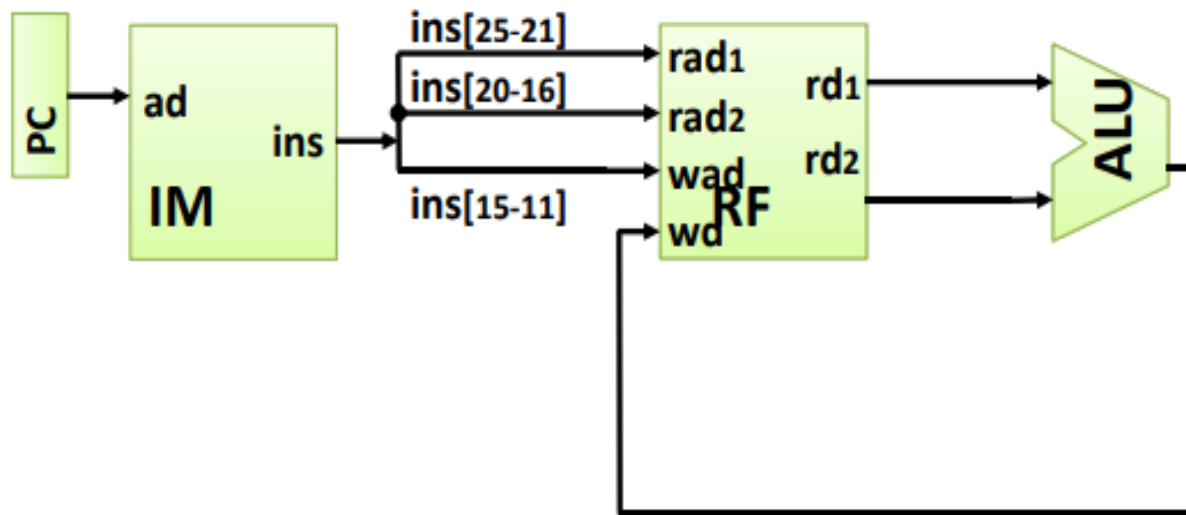 PC
ad
ins
IM
ins[25-21]
ins[20-16]
ins[15-11]
rad1
rad2
wad
wd
RF
rd1
rd2
ALU